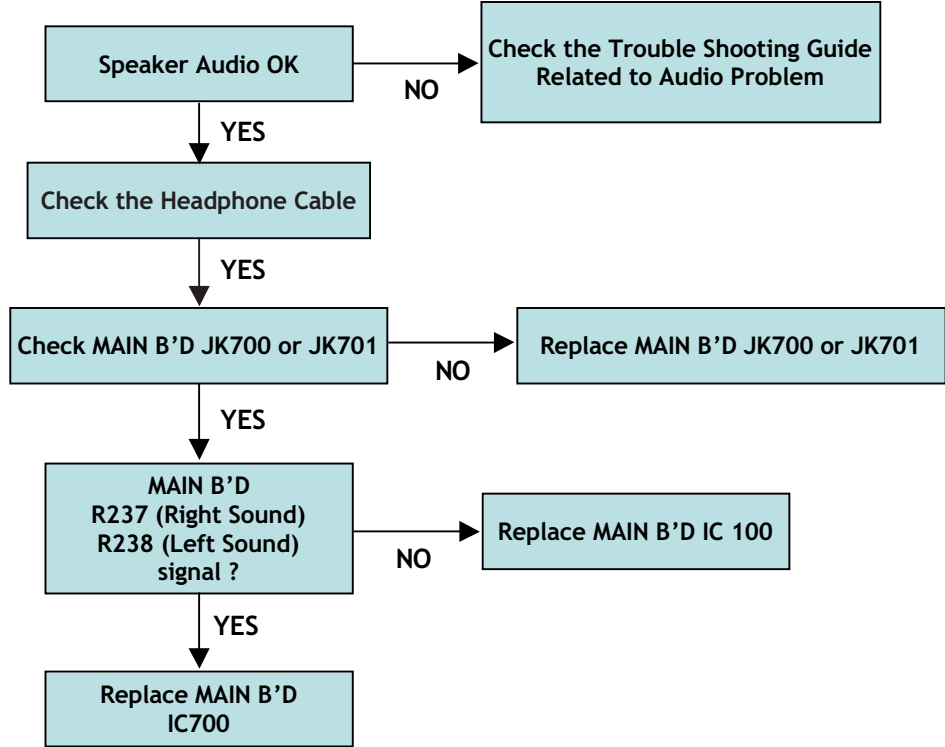 Speaker Audio OK
NO
Check the Trouble Shooting Guide
Related to Audio Problem
YES
Check the Headphone Cable
YES
Check MAIN B’D JK700 or JK701
NO
Replace MAIN B’D JK700 or JK701
YES
MAIN B’D
R237 (Right Sound)
R238 (Left Sound)
signal ?
NO
Replace MAIN B’D IC 100
YES
Replace MAIN B’D
IC700